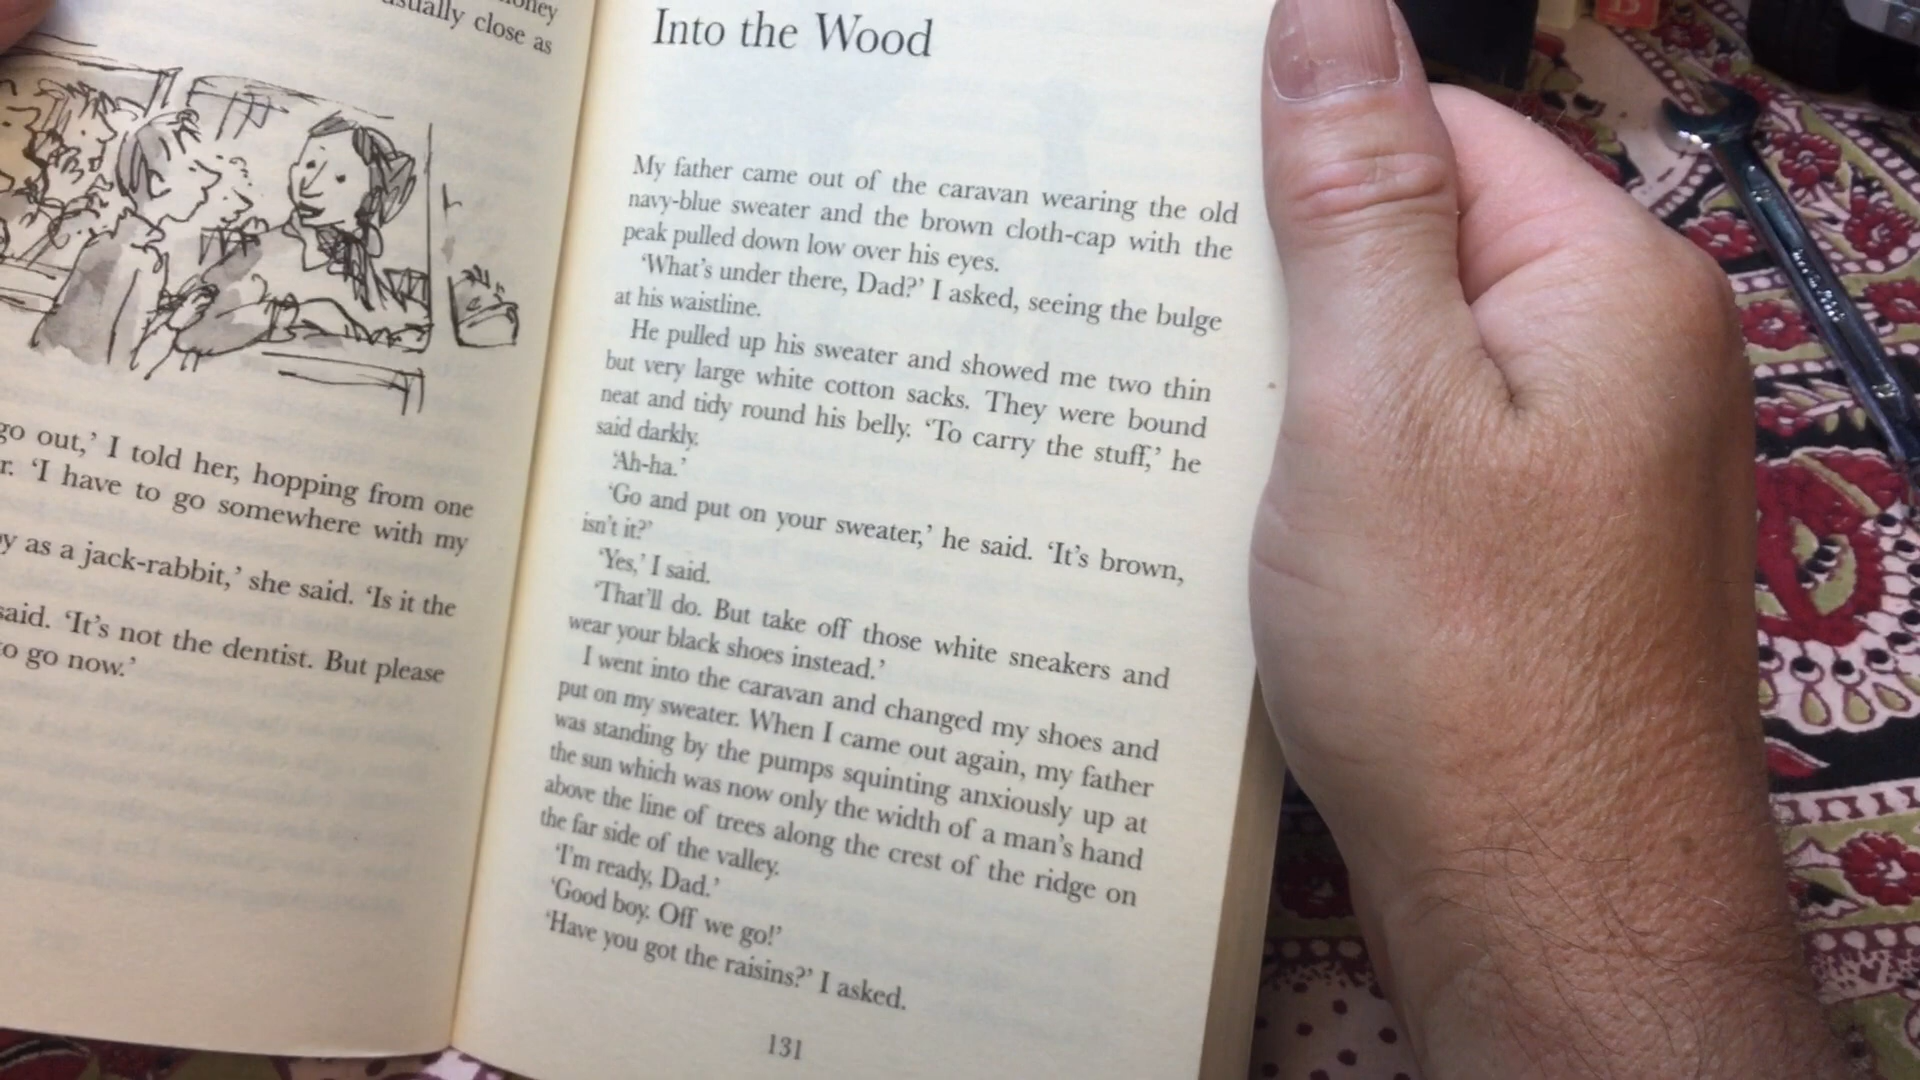 oney
usually close as
go out,’ I told her, hopping from one
r. ‘I have to go somewhere with my
y as a jack-rabbit,’ she said. ‘Is it the
said. ‘It’s not the dentist. But please
to go now.’
Into the Wood
My father came out of the caravan wearing the old
navy-blue sweater and the brown cloth-cap with the
peak pulled down low over his eyes.
‘What’s under there, Dad?’ I asked, seeing the bulge
at his waistline.
He pulled up his sweater and showed me two thin
but very large white cotton sacks. They were bound
neat and tidy round his belly. ‘To carry the stuff,’ he
said darkly.
‘Ah-ha.’
‘Go and put on your sweater,’ he said. ‘It’s brown,
isn’t it?’
‘Yes,’ I said.
‘That’ll do. But take off those white sneakers and
wear your black shoes instead.’
I went into the caravan and changed my shoes and
put on my sweater. When I came out again, my father
was standing by the pumps squinting anxiously up at
the sun which was now only the width of a man’s hand
above the line of trees along the crest of the ridge on
the far side of the valley.
‘I’m ready, Dad.’
‘Good boy. Off we go!’
‘Have you got the raisins?’ I asked.
131